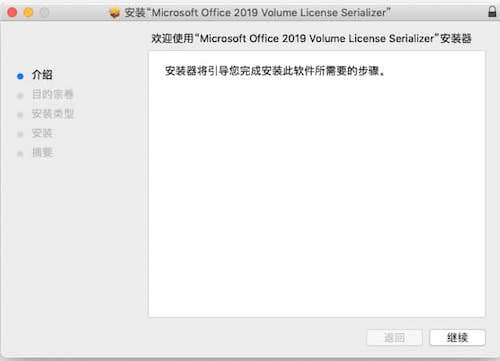 安装“Microsoft Office 2019 Volume License Serializer”
欢迎使用“Microsoft Office 2019 Volume License Serializer”安装器
介绍
目的宗卷
安装类型
安装
摘要
安装器将引导您完成安装此软件所需要的步骤。
返回
继续